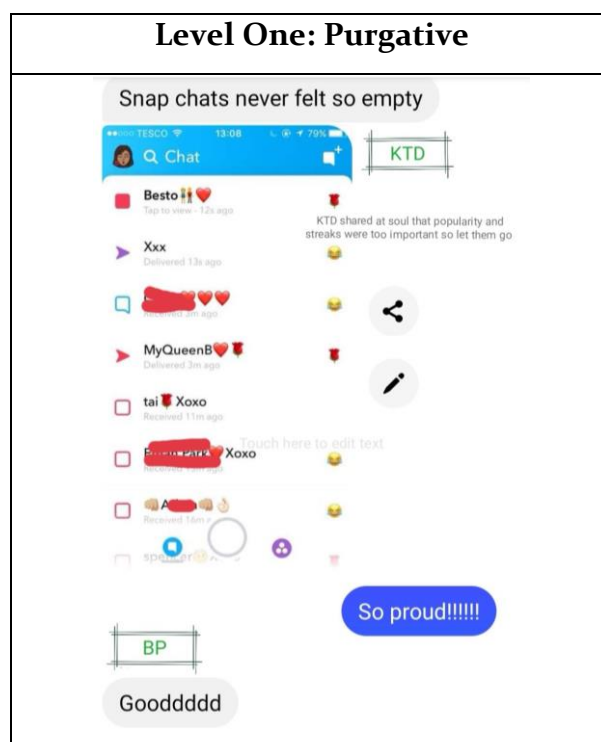 Level One: Purgative
Snap chats never felt so empty
TESCO 13:08 79%
KTD
Chat
Besto
Tap to view - 12s ago
KTD shared at soul that popularity and
streaks were too important so let them go
Xxx
Delivered 13s ago
Received 3m ago
MyQueenB
Delivered 3m ago
tai Xoxo
Received 11m ago
Touch here to edit text
Xoxo
Received 16m
So proud!!!!!!
BP
Gooddddd